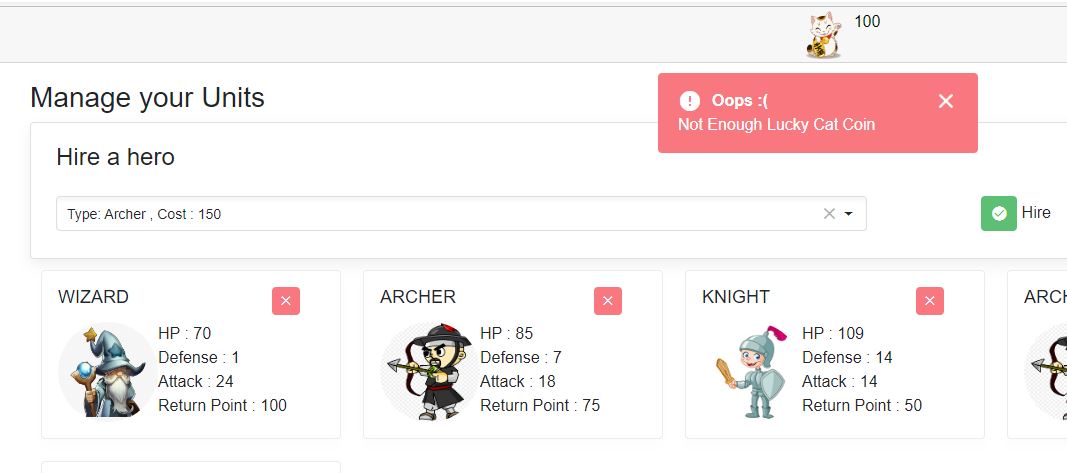 100
Manage your Units
Oops :(
Not Enough Lucky Cat Coin
Hire a hero
Type: Archer , Cost : 150
Hire
WIZARD
HP : 70
Defense : 1
Attack : 24
Return Point : 100
ARCHER
HP : 85
Defense : 7
Attack : 18
Return Point : 75
KNIGHT
HP : 109
Defense : 14
Attack : 14
Return Point : 50
ARCH